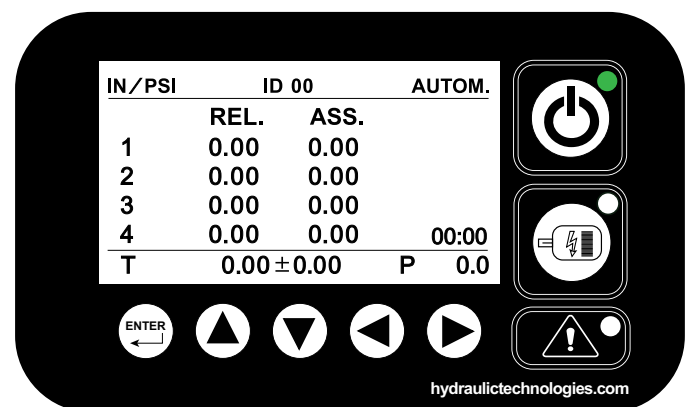 IN/PSI ID 00 AUTOM.
REL. ASS.
1 0.00 0.00
2 0.00 0.00
3 0.00 0.00
4 0.00 0.00 00:00
T 0.00±0.00 P 0.0
ENTER
hydraulictechnologies.com